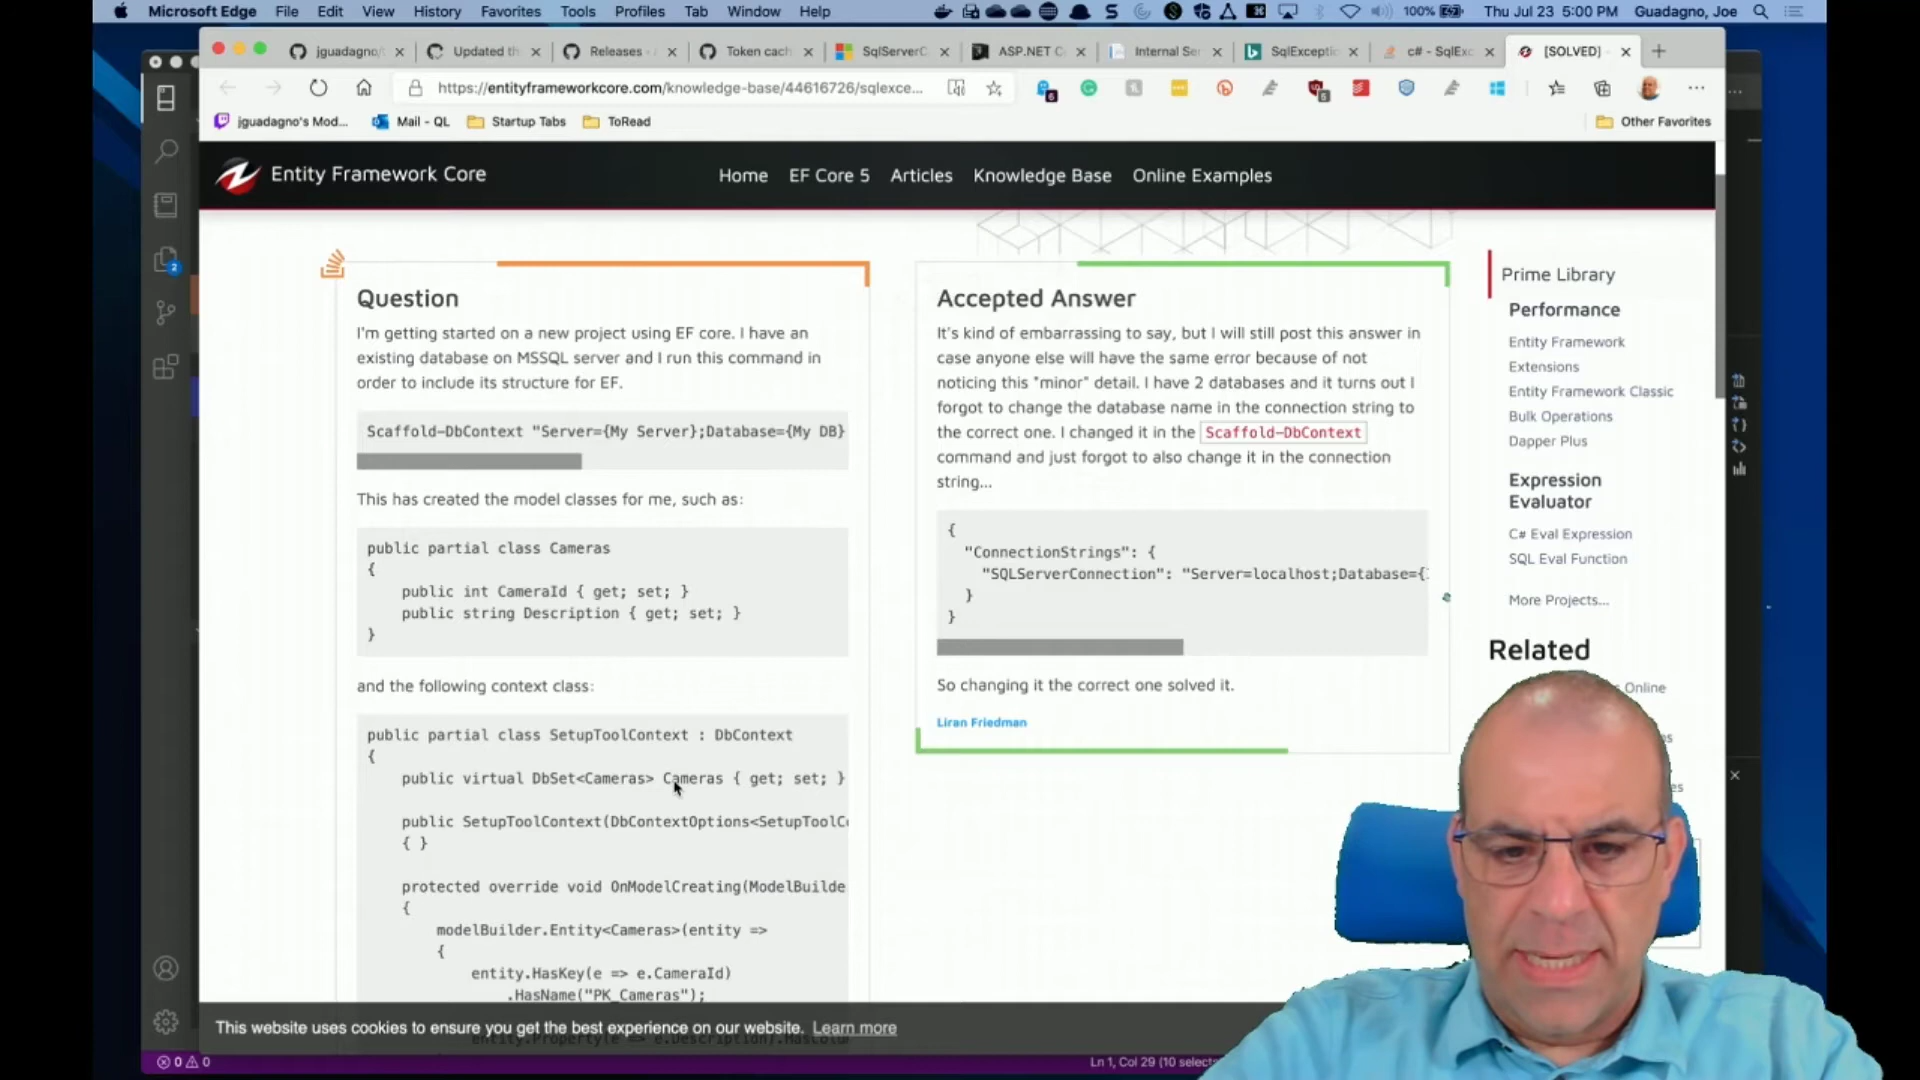 Microsoft Edge File Edit View History Favorites Tools Profiles Tab Window Help 100% Thu Jul 23 5:00 PM Guadagno, Joe
jguadagno/ Updated th Releases - Token cach SqlServerC ASP.NET C Internal Ser SqlExceptio c# - SqlExc [SOLVED]
https://entityframeworkcore.com/knowledge-base/44616726/sqlexce...
jguadagno's Mod... Mail - QL Startup Tabs ToRead Other Favorites
Entity Framework Core Home EF Core 5 Articles Knowledge Base Online Examples
Question
I'm getting started on a new project using EF core. I have an
existing database on MSSQL server and I run this command in
order to include its structure for EF.
Scaffold-DbContext "Server={My Server};Database={My DB}
This has created the model classes for me, such as:
public partial class Cameras
{
public int CameraId { get; set; }
public string Description { get; set; }
}
and the following context class:
public partial class SetupToolContext : DbContext
{
public virtual DbSet<Cameras> Cameras { get; set; }
public SetupToolContext(DbContextOptions<SetupToolCo
{ }
protected override void OnModelCreating(ModelBuilde
{
modelBuilder.Entity<Cameras>(entity =>
{
entity.HasKey(e => e.CameraId)
.HasName("PK_Cameras");
Accepted Answer
It's kind of embarrassing to say, but I will still post this answer in
case anyone else will have the same error because of not
noticing this "minor" detail. I have 2 databases and it turns out I
forgot to change the database name in the connection string to
the correct one. I changed it in the Scaffold-DbContext
command and just forgot to also change it in the connection
string...
{
"ConnectionStrings": {
"SQLServerConnection": "Server=localhost;Database={
}
}
So changing it the correct one solved it.
Liran Friedman
Prime Library
Performance
Entity Framework
Extensions
Entity Framework Classic
Bulk Operations
Dapper Plus
Expression
Evaluator
C# Eval Expression
SQL Eval Function
More Projects...
Related
Online
This website uses cookies to ensure you get the best experience on our website. Learn more
0 0 Ln 1, Col 29 (10 selec